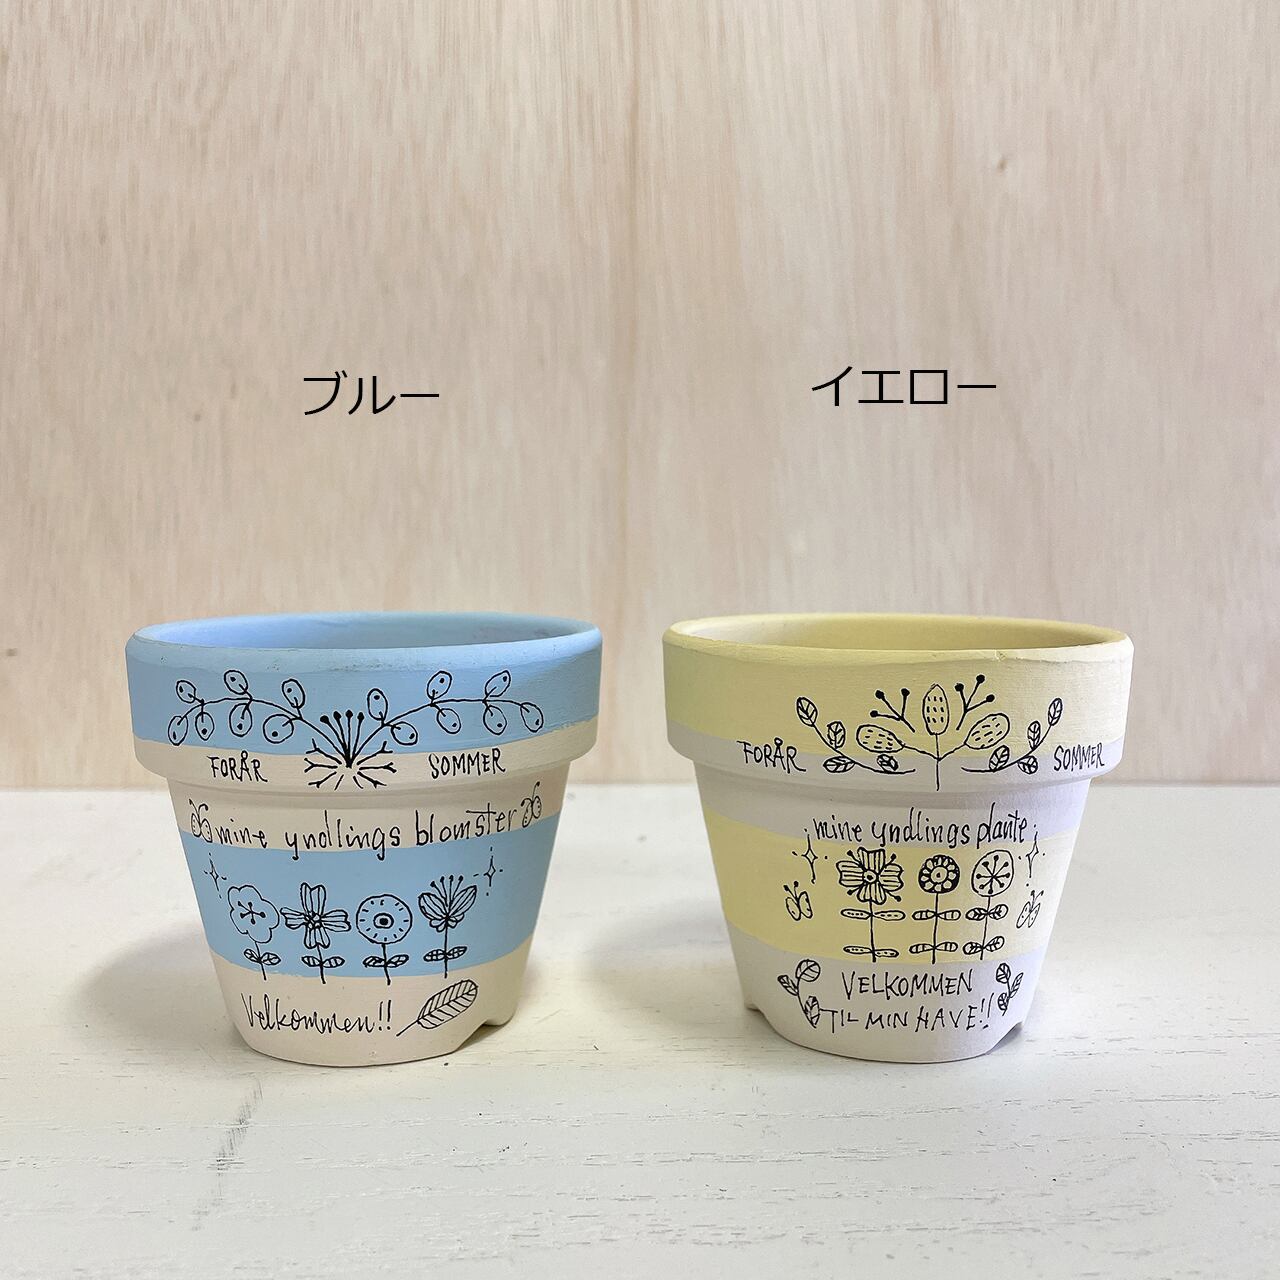 ブルー
イエロー
FORÅR SOMMER
mine yndlings blomster
Velkommen!!
FORÅR SOMMER
mine yndlings plante
VELKOMMEN
TIL MIN HAVE!!